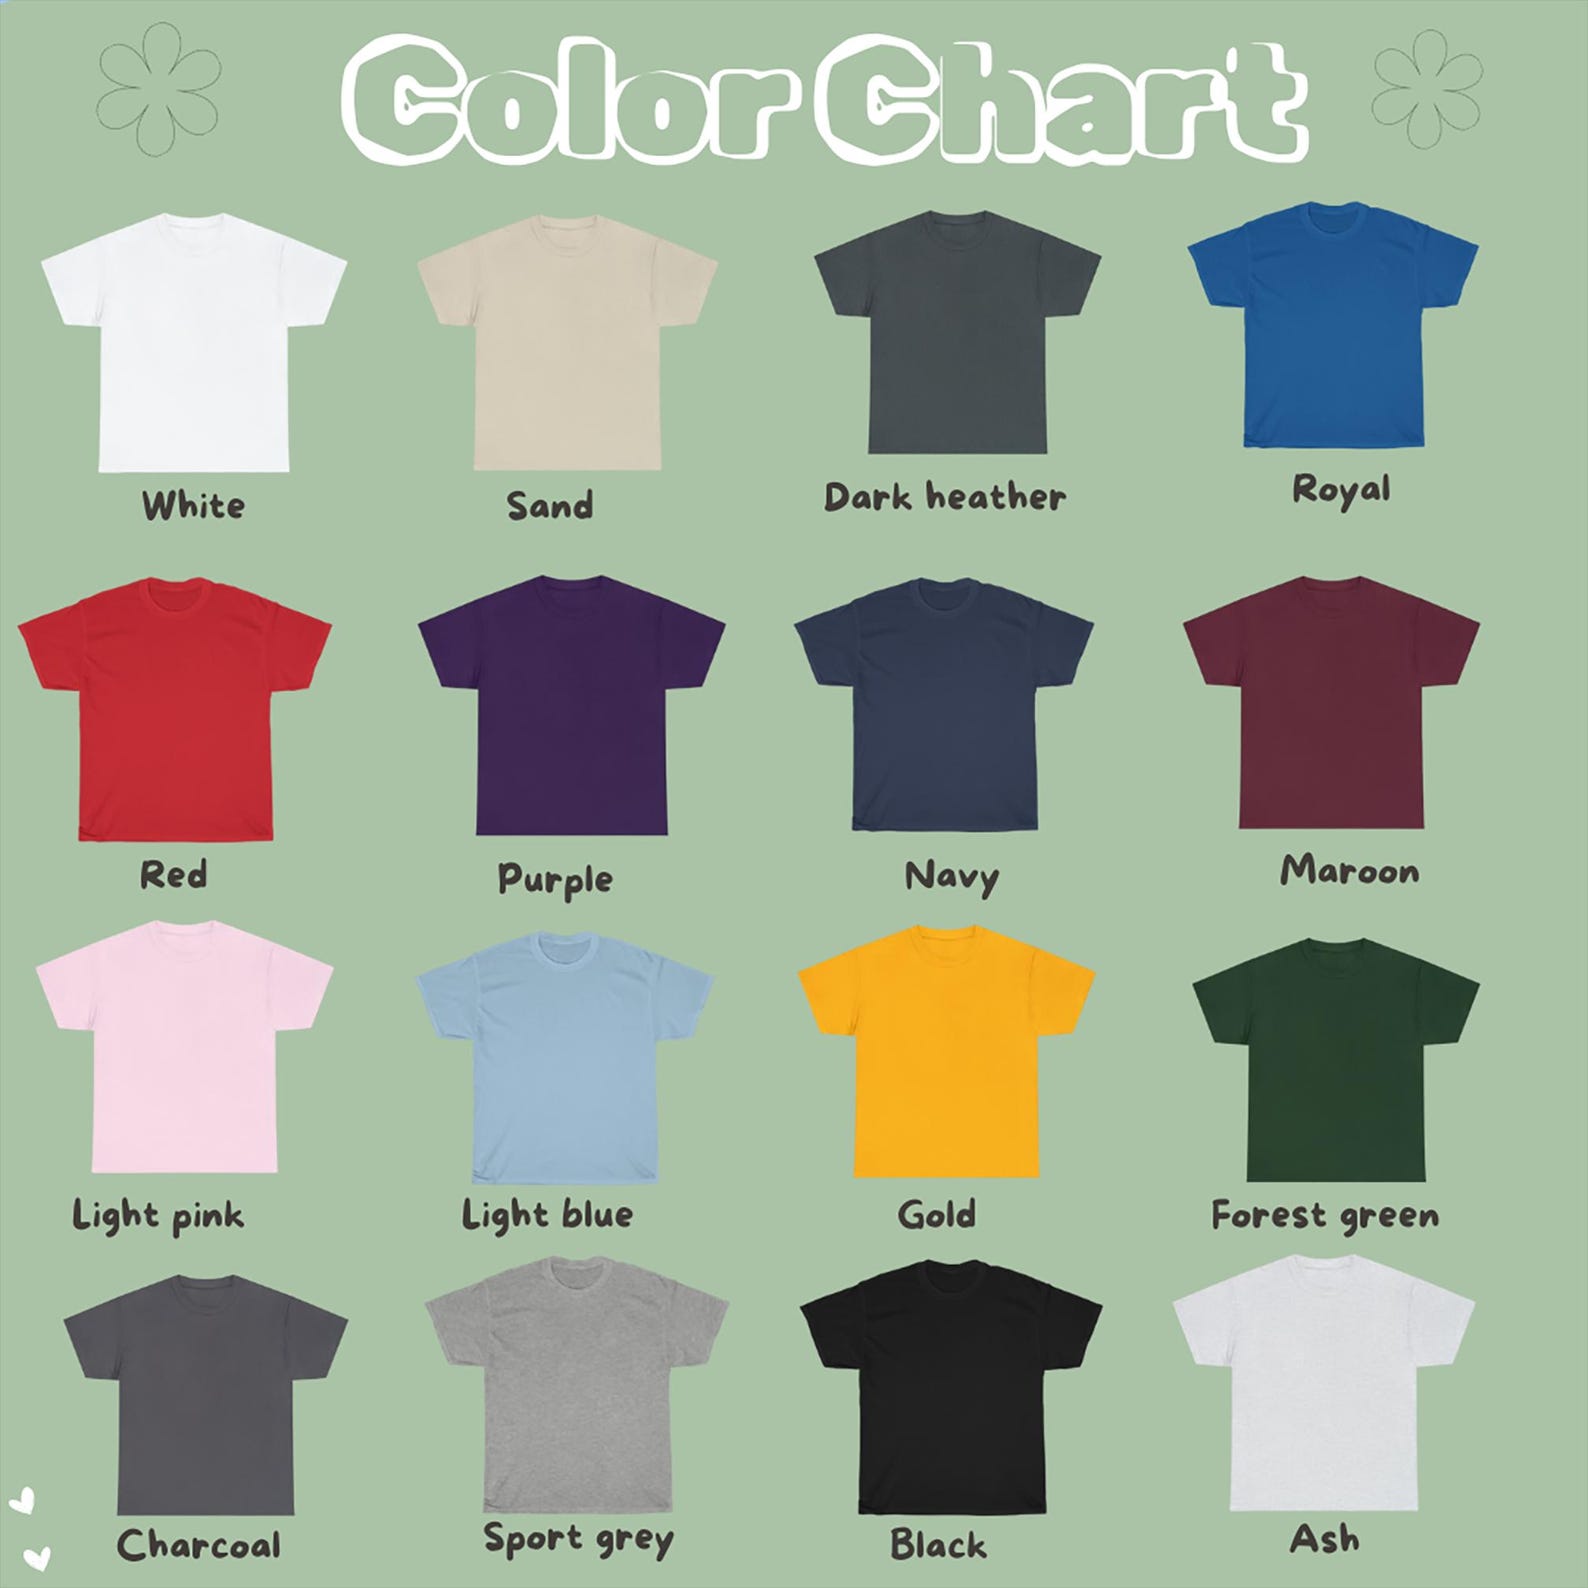 Color Chart
White
Sand
Dark heather
Royal
Red
Purple
Navy
Maroon
Light pink
Light blue
Gold
Forest green
Charcoal
Sport grey
Black
Ash